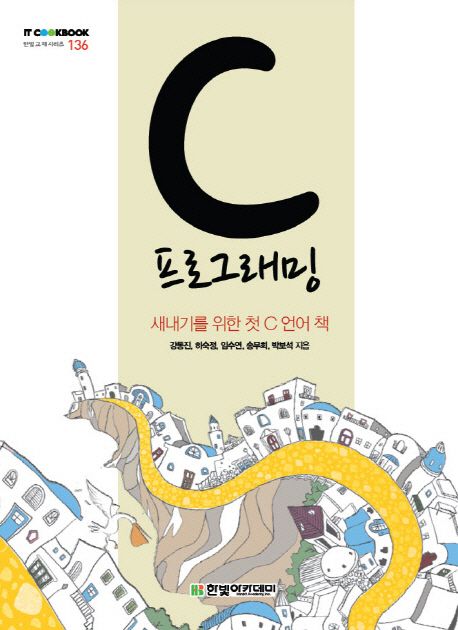 IT COOKBOOK
한빛 교재 시리즈 136
C
프로그래밍
새내기를 위한 첫 C 언어 책
강동진, 하숙정, 임수연, 송무희, 박보석 지음
한빛아카데미
Hanbit Academy, Inc.